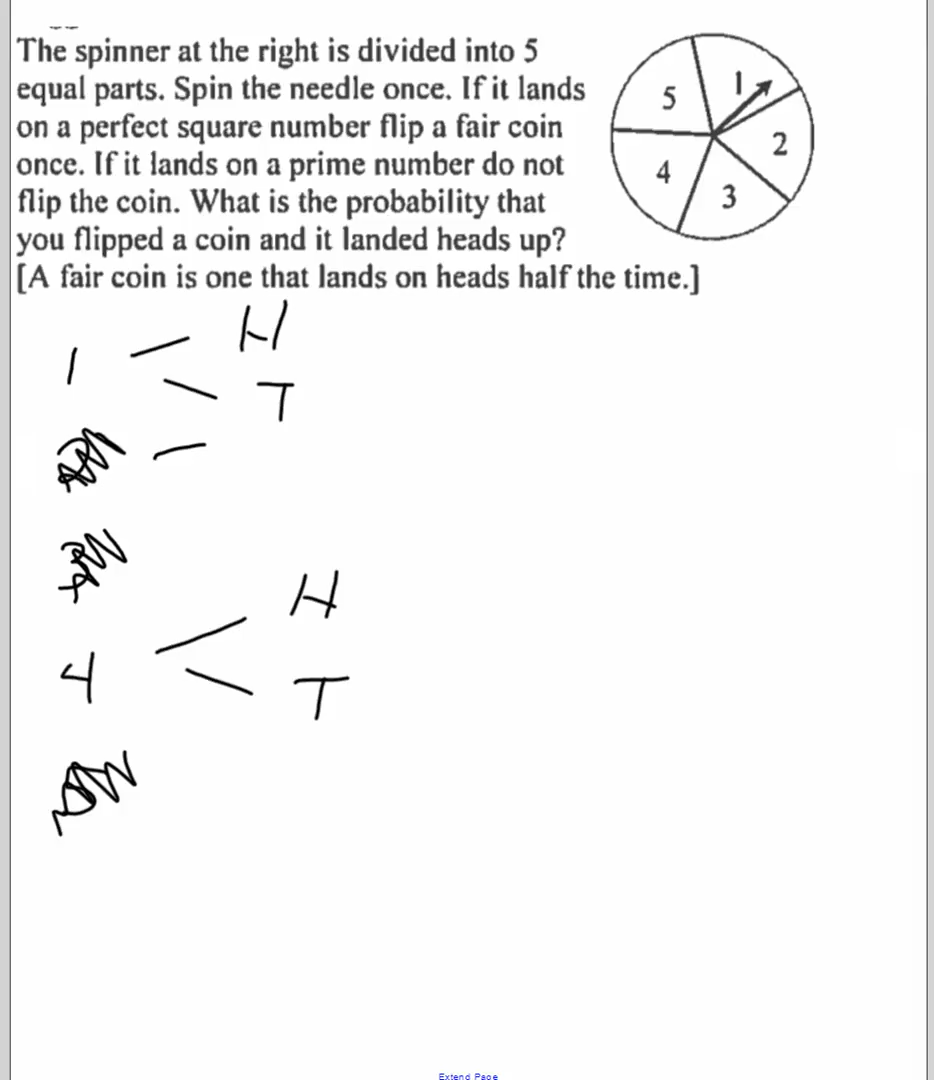 The spinner at the right is divided into 5
equal parts. Spin the needle once. If it lands
on a perfect square number flip a fair coin
once. If it lands on a prime number do not
flip the coin. What is the probability that
you flipped a coin and it landed heads up?
[A fair coin is one that lands on heads half the time.]
5 1
2
4 3
1 H
T
4 H
T
Extend Page